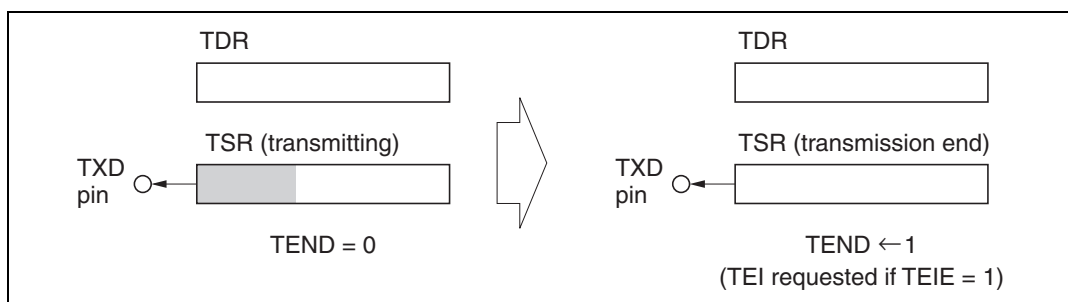 TDR
TSR (transmitting)
TXD
pin
TEND = 0
TDR
TSR (transmission end)
TXD
pin
TEND ←1
(TEI requested if TEIE = 1)